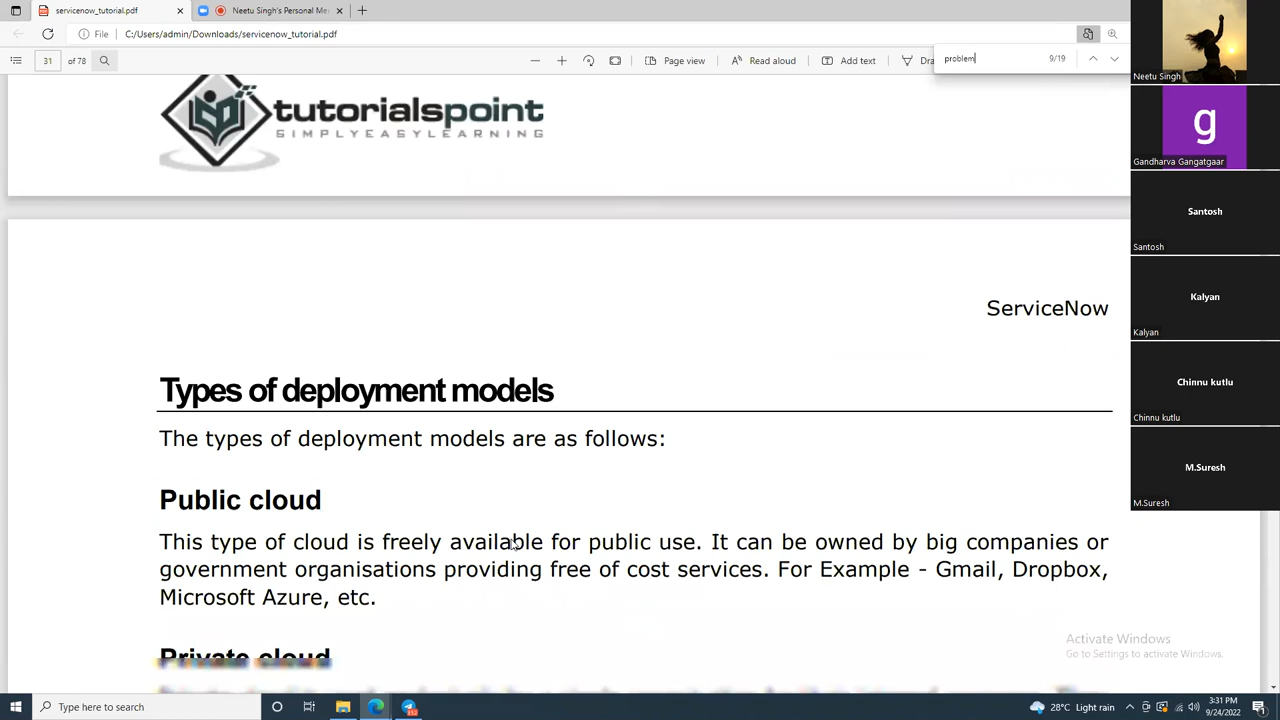 servicenow_tutorial.pdf
Neetu Singh's Personal Me
File
C:/Users/admin/Downloads/servicenow_tutorial.pdf
31 of 78
Page view
Read aloud
Add text
Dra
problem
9/19
tutorialspoint
SIMPLYEASYLEARNING
ServiceNow
Types of deployment models
The types of deployment models are as follows:
Public cloud
This type of cloud is freely available for public use. It can be owned by big companies or
government organisations providing free of cost services. For Example - Gmail, Dropbox,
Microsoft Azure, etc.
Private cloud
Neetu Singh
g
Gandharva Gangatgaar
Santosh
Santosh
Kalyan
Kalyan
Chinnu kutlu
Chinnu kutlu
M.Suresh
M.Suresh
Activate Windows
Go to Settings to activate Windows.
Type here to search
28°C Light rain
3:31 PM
9/24/2022